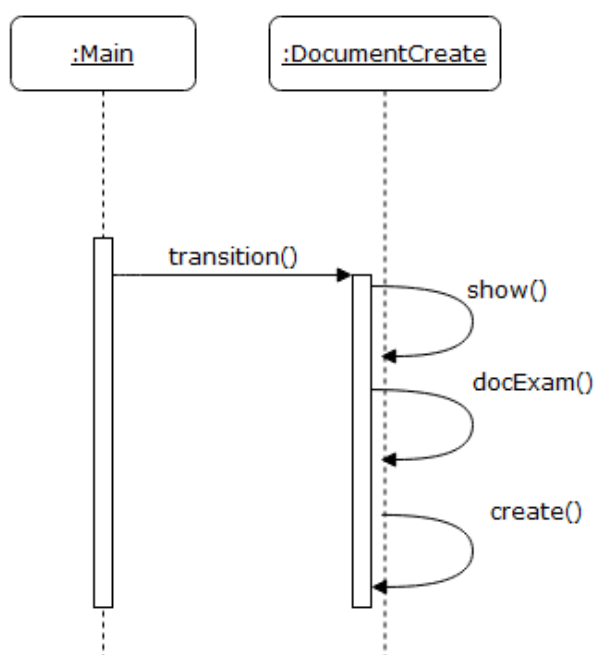 :Main
:DocumentCreate
transition()
show()
docExam()
create()